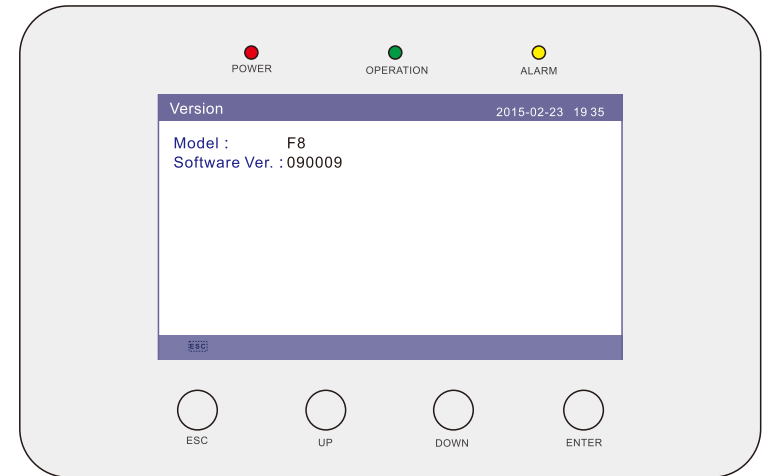 POWER OPERATION ALARM
Version 2015-02-23 19 35
Model : F8
Software Ver. : 090009
ESC
ESC UP DOWN ENTER